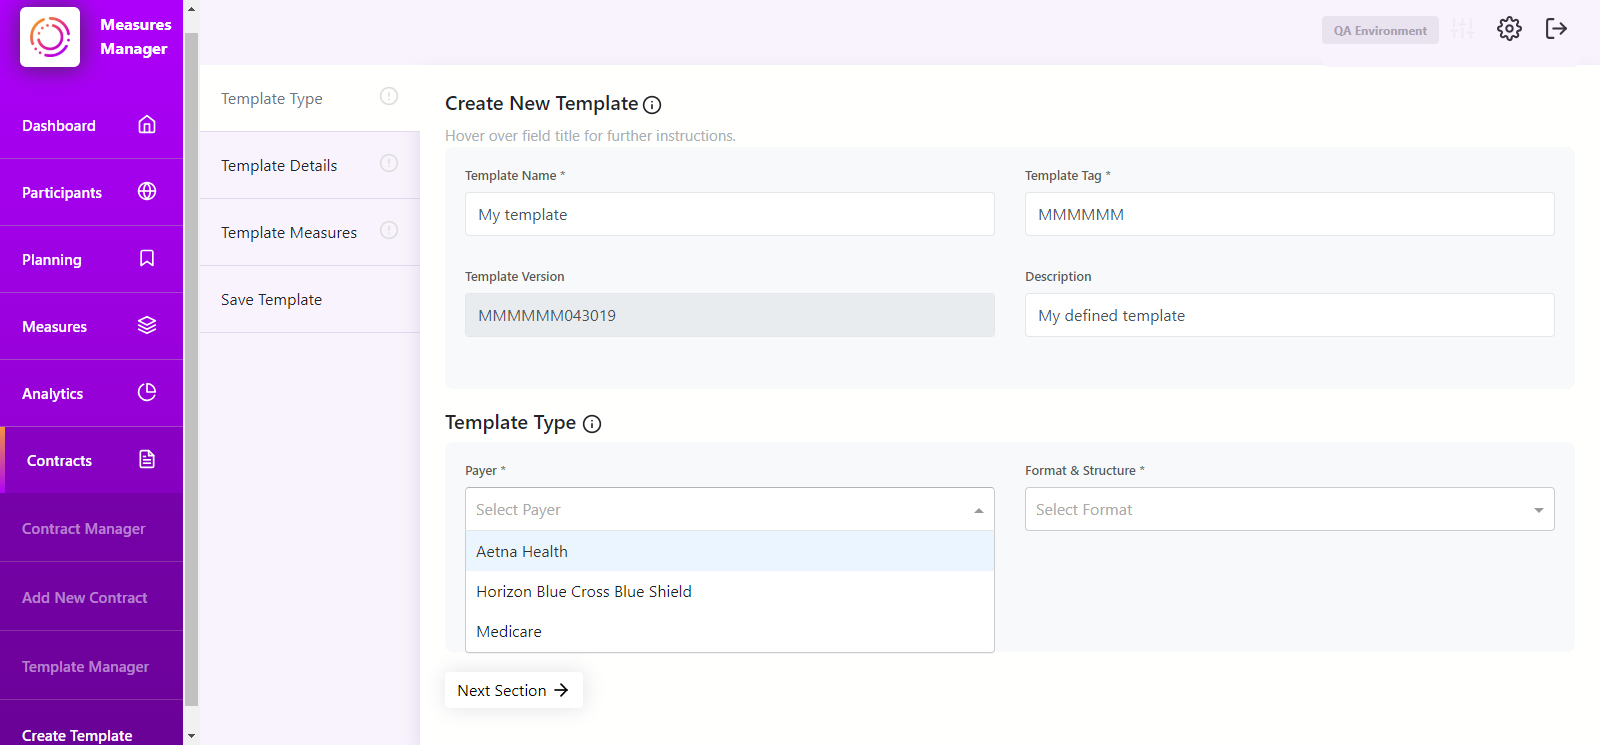 Measures
Manager
QA Environment
Dashboard
Participants
Planning
Measures
Analytics
Contracts
Contract Manager
Add New Contract
Template Manager
Create Template
Template Type
Template Details
Template Measures
Save Template
Create New Template
Hover over field title for further instructions.
Template Name *
My template
Template Tag *
MMMMMM
Template Version
MMMMMM043019
Description
My defined template
Template Type
Payer *
Select Payer
Aetna Health
Horizon Blue Cross Blue Shield
Medicare
Format & Structure *
Select Format
Next Section